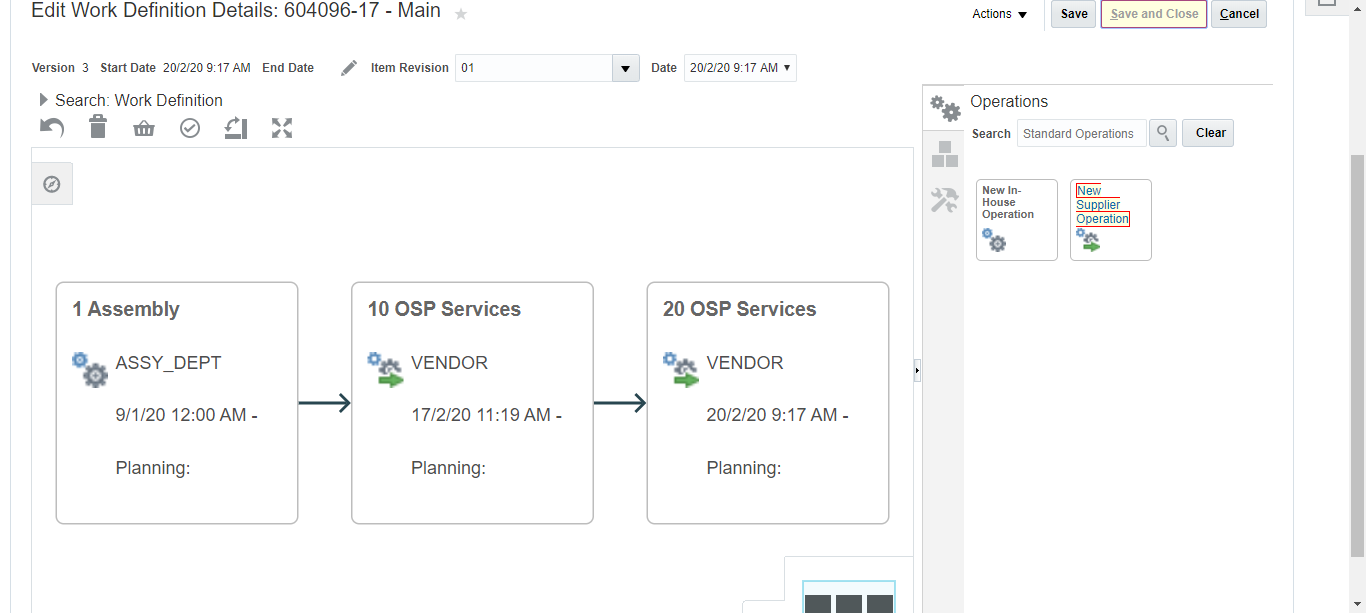 Edit Work Definition Details: 604096-17 - Main
Actions
Save
Save and Close
Cancel
Version 3 Start Date 20/2/20 9:17 AM End Date
Item Revision 01
Date 20/2/20 9:17 AM
Search: Work Definition
Operations
Search Standard Operations
Clear
New In-
House
Operation
New
Supplier
Operation
1 Assembly
ASSY_DEPT
9/1/20 12:00 AM -
Planning:
10 OSP Services
VENDOR
17/2/20 11:19 AM -
Planning:
20 OSP Services
VENDOR
20/2/20 9:17 AM -
Planning: